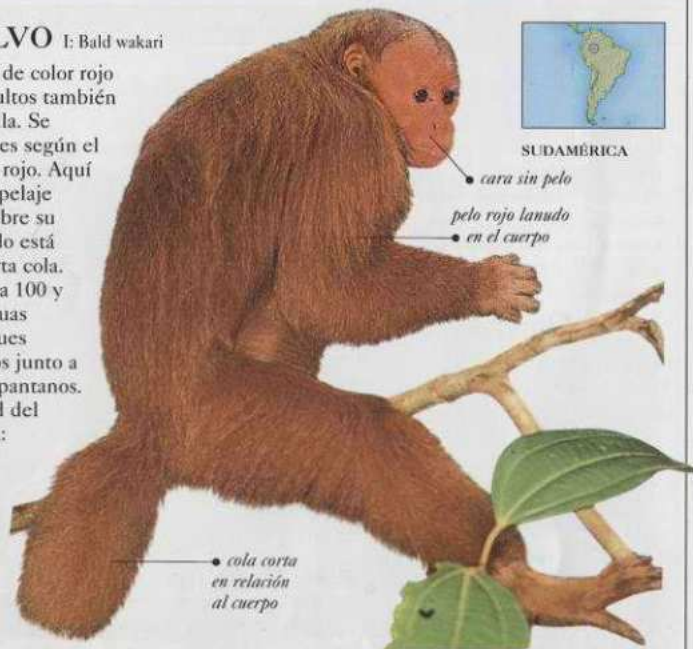 LVO I: Bald wakari
de color rojo
ultos también
la. Se
es según el
rojo. Aquí
pelaje
bre su
lo está
ta cola.
a 100 y
uas
ues
s junto a
pantanos.
l del
:
SUDAMÉRICA
cara sin pelo
pelo rojo lanudo
en el cuerpo
cola corta
en relación
al cuerpo